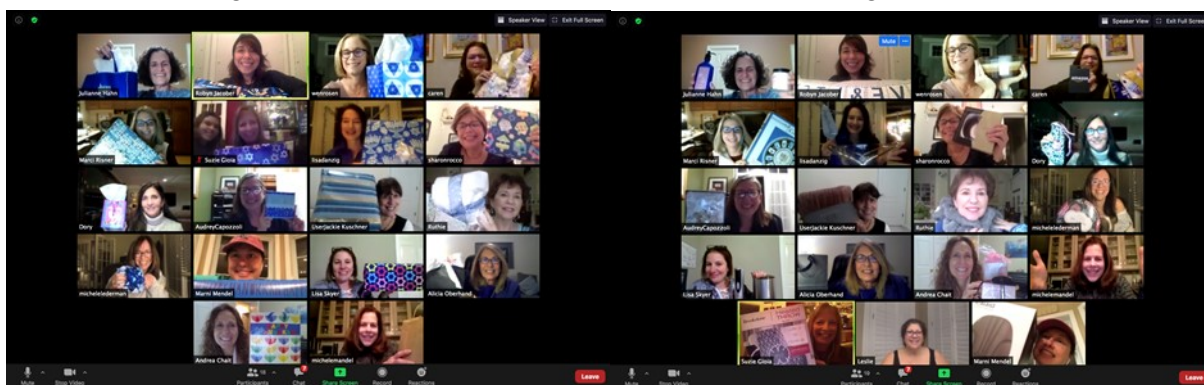 Speaker View Exit Full Screen
Julianne Hahn Robyn Jacober wenrosen caren
Marci Risner Suzie Gioia lisadanzig sharonrocco
Dory AudreyCapozzoli UserJackie Kuschner Ruthie
michelelederman Marni Mendel Lisa Skyer Alicia Oberhand
Andrea Chait michelemandel
Mute Stop Video Participants 18 Chat Share Screen Record Reactions Leave
Speaker View Exit Full Screen
Mute
Julianne Hahn Robyn Jacober wenrosen caren
Marci Risner lisadanzig sharonrocco Dory
AudreyCapozzoli UserJackie Kuschner Ruthie michelelederman
Lisa Skyer Alicia Oberhand Andrea Chait michelemandel
Suzie Gioia Leslie Marni Mendel
Mute Stop Video Participants Chat Share Screen Record Reactions Leave